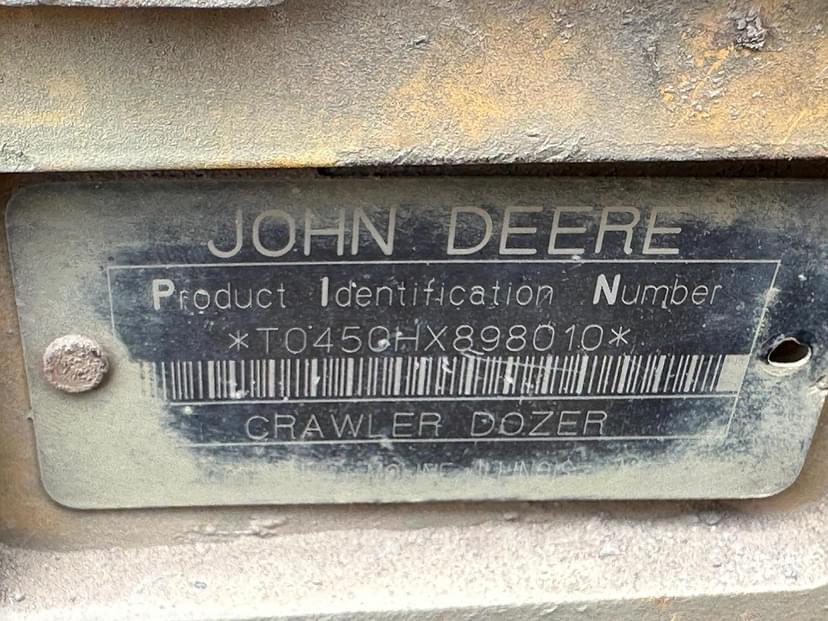 JOHN DEERE
Product Identification Number
*T0450HX898010*
CRAWLER DOZER